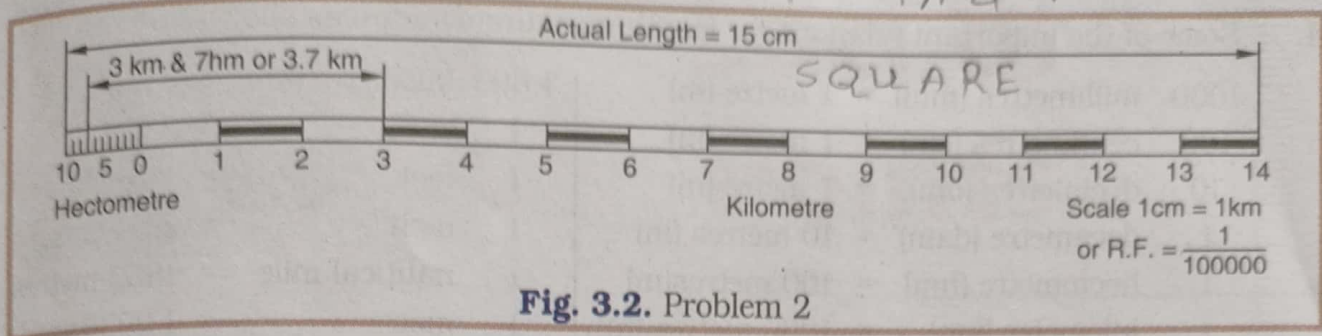 Actual Length = 15 cm
3 km & 7hm or 3.7 km
SQUARE
10 5 0 1 2 3 4 5 6 7 8 9 10 11 12 13 14
Hectometre Kilometre Scale 1cm = 1km
or R.F. = 1/100000
Fig. 3.2. Problem 2